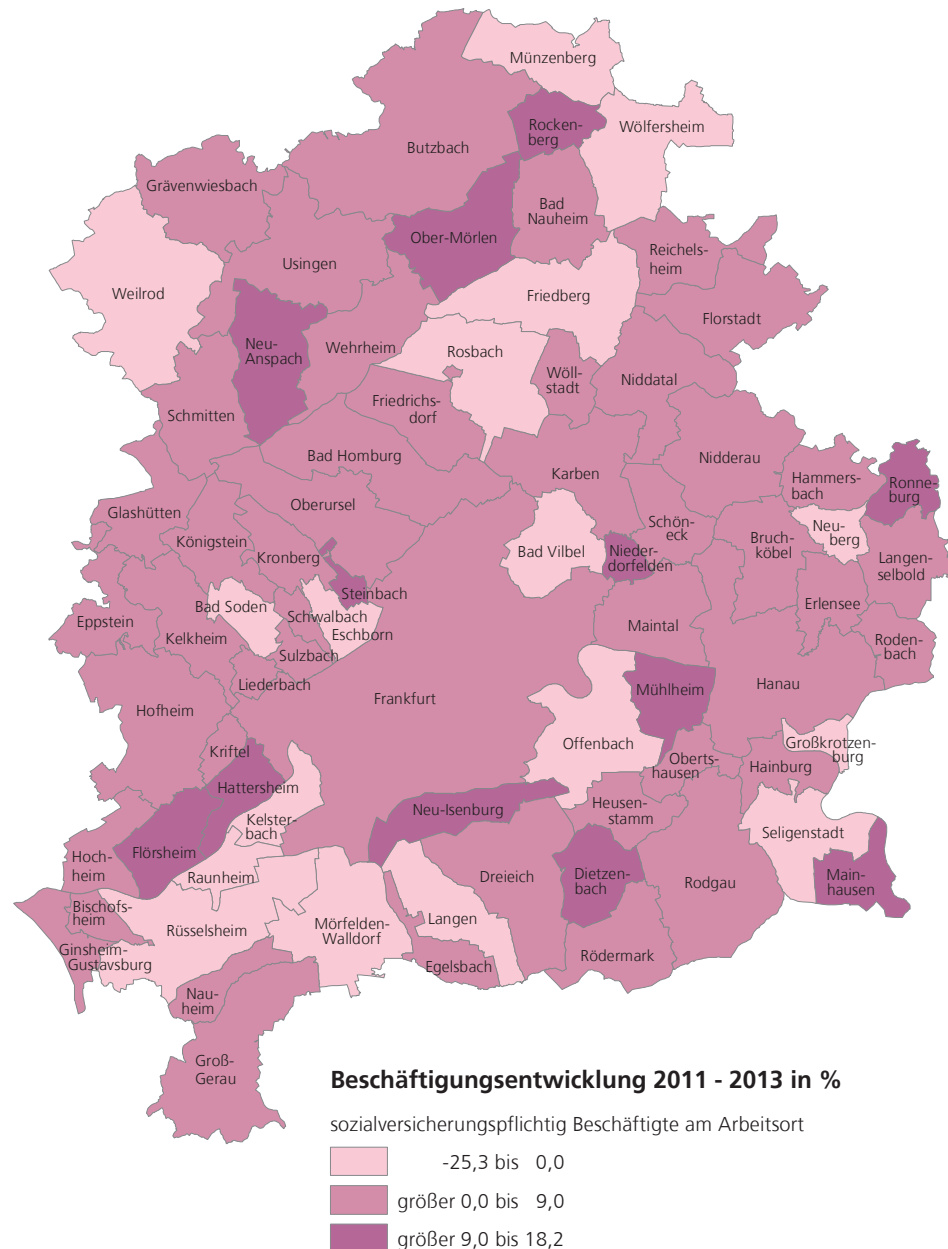 Münzenberg
Rocken-
berg
Wölfersheim
Butzbach
Grävenwiesbach
Bad
Nauheim
Ober-Mörlen
Reichels-
heim
Usingen
Weilrod
Friedberg
Florstadt
Neu-
Anspach
Wehrheim
Rosbach
Wöll-
stadt
Niddatal
Friedrichs-
dorf
Schmitten
Bad Homburg
Nidderau
Karben
Hammers-
bach
Ronne-
burg
Oberursel
Glashütten
Schön-
eck
Neu-
berg
Königstein
Bruch-
köbel
Kronberg
Bad Vilbel
Nieder-
dorfelden
Langen-
selbold
Steinbach
Bad Soden
Schwalbach
Erlensee
Eppstein
Eschborn
Maintal
Kelkheim
Roden-
bach
Sulzbach
Liederbach
Hanau
Frankfurt
Mühlheim
Hofheim
Offenbach
Großkrotzen-
burg
Kriftel
Oberts-
hausen
Hainburg
Hattersheim
Neu-Isenburg
Heusen-
stamm
Kelster-
bach
Seligenstadt
Flörsheim
Hoch-
heim
Raunheim
Dreieich
Dietzen-
bach
Rodgau
Main-
hausen
Bischofs-
heim
Rüsselsheim
Mörfelden-
Walldorf
Langen
Ginsheim-
Gustavsburg
Egelsbach
Rödermark
Nau-
heim
Groß-
Gerau
Beschäftigungsentwicklung 2011 - 2013 in %
sozialversicherungspflichtig Beschäftigte am Arbeitsort
-25,3 bis 0,0
größer 0,0 bis 9,0
größer 9,0 bis 18,2